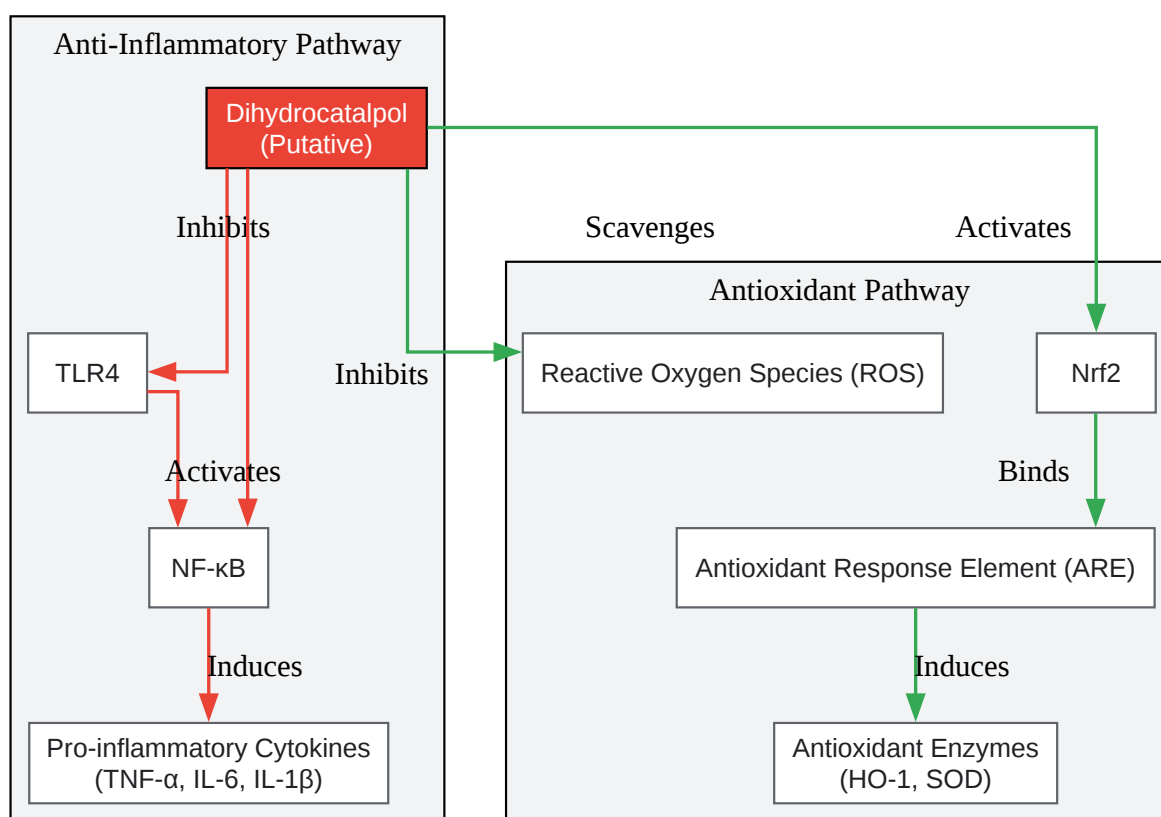 Anti-Inflammatory Pathway
Dihydrocatalpol
(Putative)
Inhibits
Scavenges
Activates
Antioxidant Pathway
TLR4
Inhibits
Reactive Oxygen Species (ROS)
Nrf2
Activates
Binds
NF-κB
Antioxidant Response Element (ARE)
Induces
Induces
Pro-inflammatory Cytokines
(TNF-α, IL-6, IL-1β)
Antioxidant Enzymes
(HO-1, SOD)